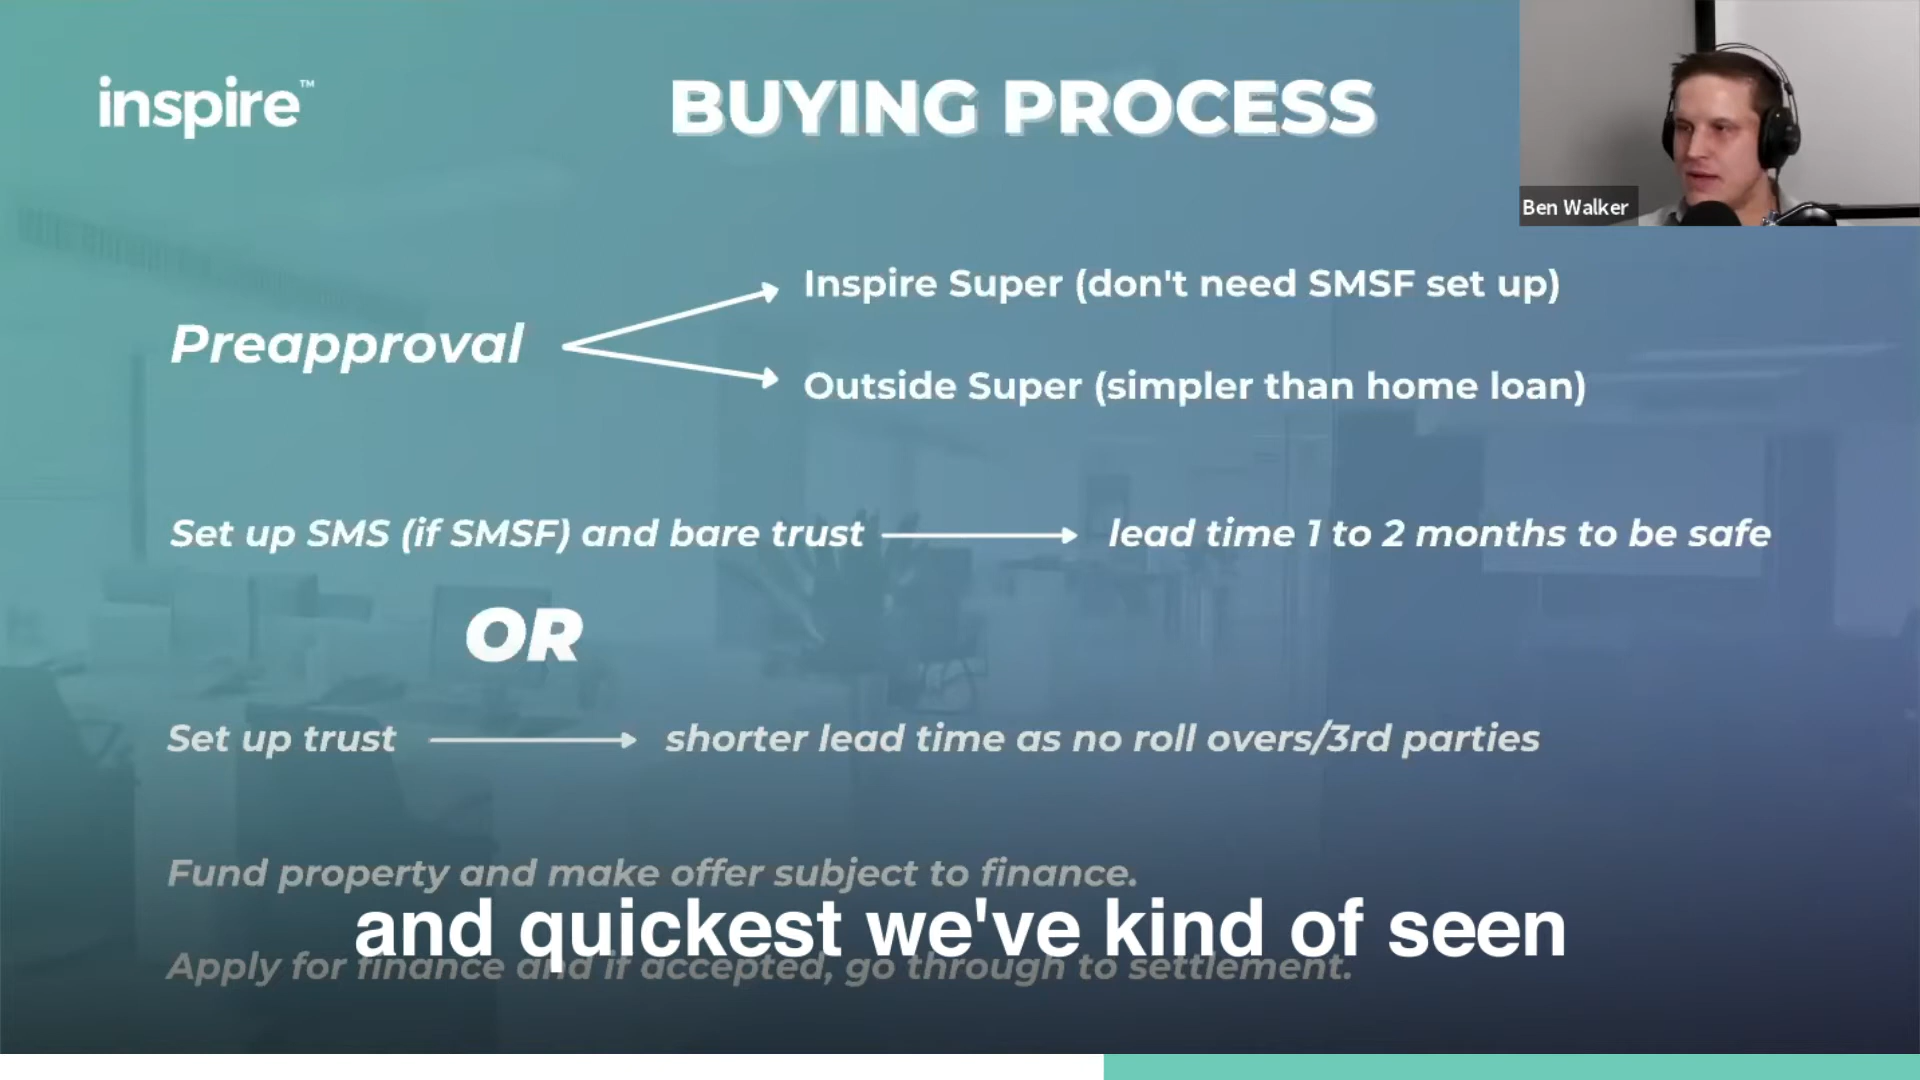 inspire™
BUYING PROCESS
Ben Walker
Inspire Super (don't need SMSF set up)
Preapproval
Outside Super (simpler than home loan)
Set up SMS (if SMSF) and bare trust
lead time 1 to 2 months to be safe
OR
Set up trust
shorter lead time as no roll overs/3rd parties
Fund property and make offer subject to finance.
and quickest we've kind of seen
Apply for finance and if accepted, go through to settlement.